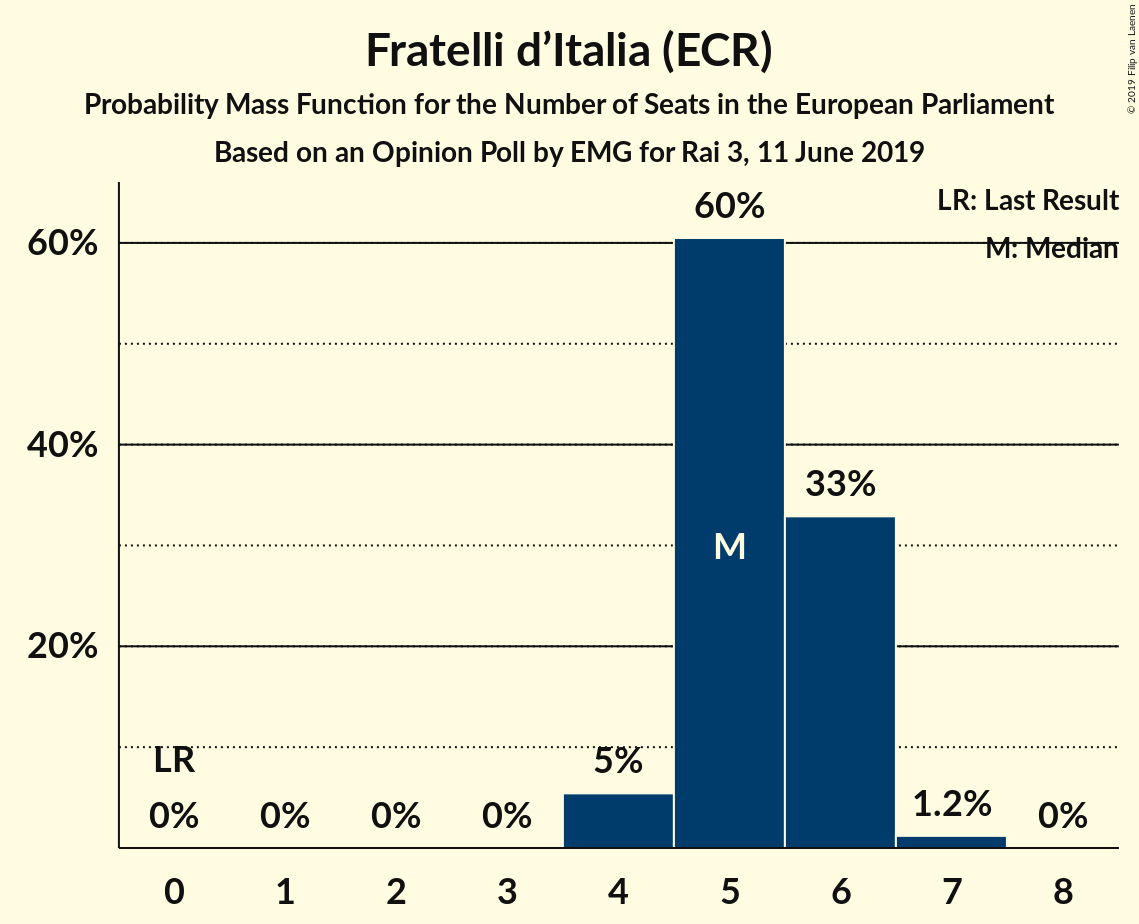 Fratelli d’Italia (ECR)
Probability Mass Function for the Number of Seats in the European Parliament
Based on an Opinion Poll by EMG for Rai 3, 11 June 2019
© 2019 Filip van Laenen
LR: Last Result
M: Median
60%
40%
20%
LR
0%
0%
0%
0%
5%
60%
M
33%
1.2%
0%
0 1 2 3 4 5 6 7 8